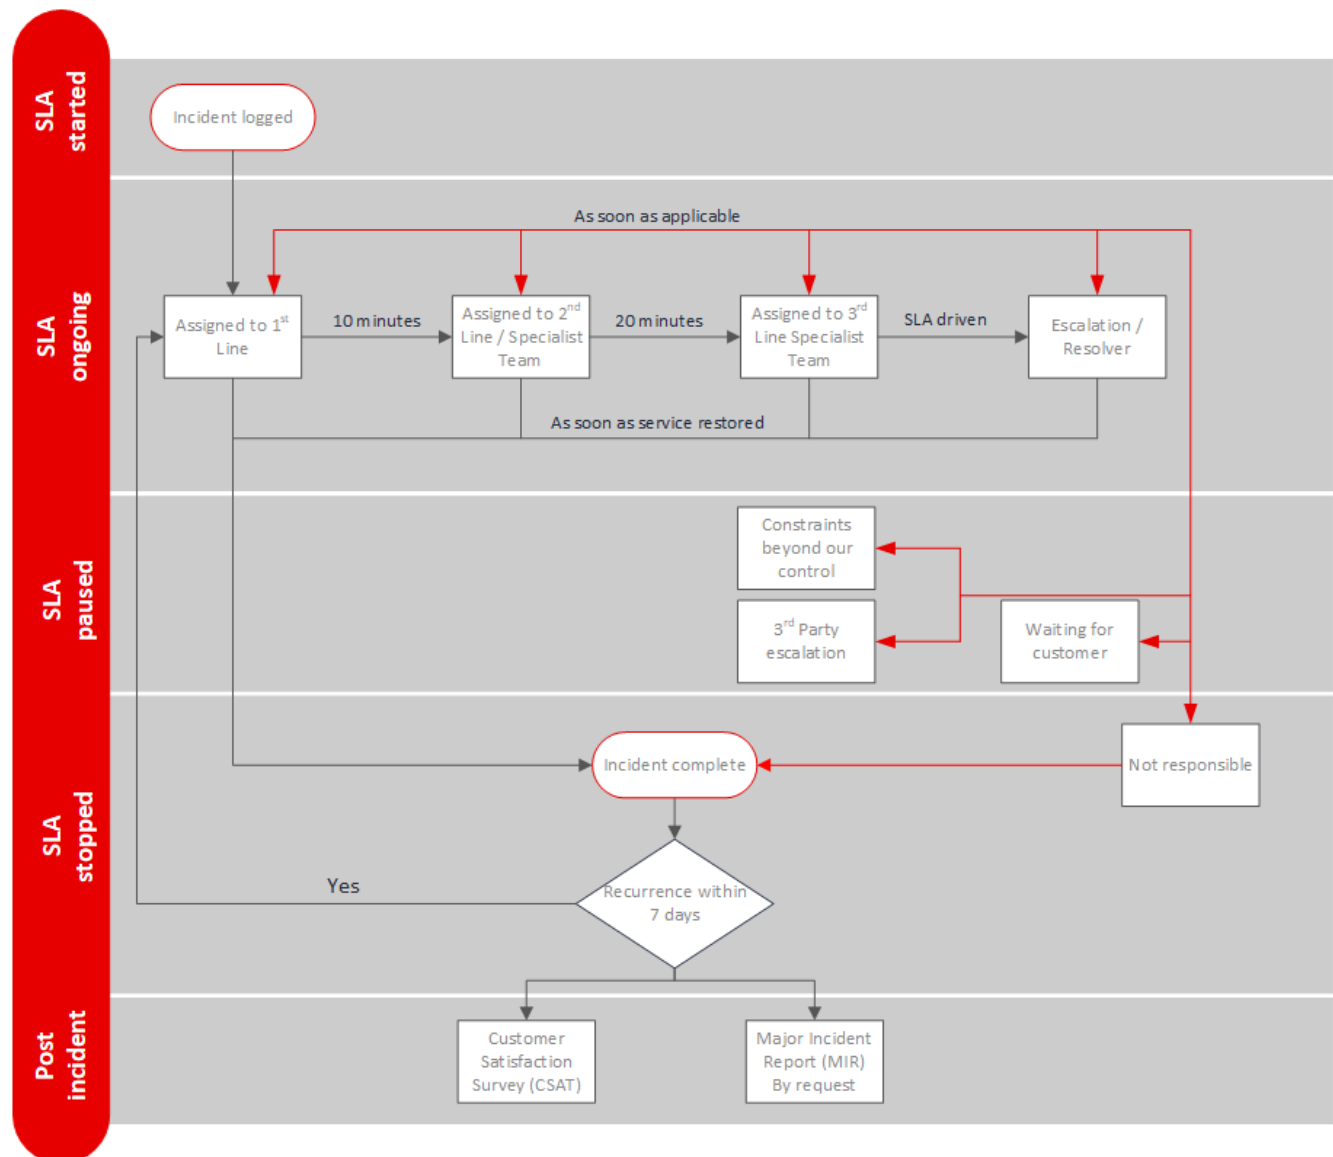 SLA
started
Incident logged
SLA
ongoing
As soon as applicable
Assigned to 1st
Line
10 minutes
Assigned to 2nd
Line / Specialist
Team
20 minutes
Assigned to 3rd
Line Specialist
Team
SLA driven
Escalation /
Resolver
As soon as service restored
SLA
paused
Constraints
beyond our
control
3rd Party
escalation
Waiting for
customer
SLA
stopped
Incident complete
Not responsible
Recurrence within
7 days
Yes
Post
incident
Customer
Satisfaction
Survey (CSAT)
Major Incident
Report (MIR)
By request